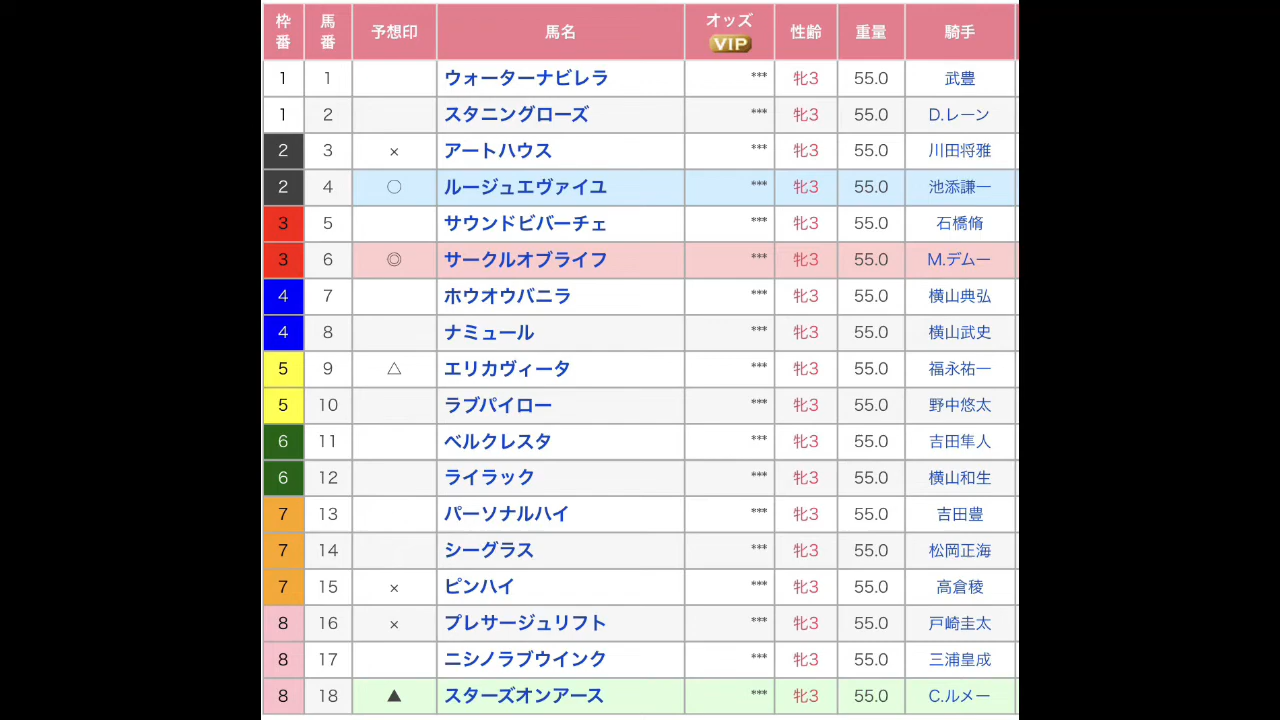 枠番 馬番 予想印 馬名 オッズ VIP 性齢 重量 騎手
1 1 ウォーターナビレラ *** 牝3 55.0 武豊
1 2 スタニングローズ *** 牝3 55.0 D.レーン
2 3 × アートハウス *** 牝3 55.0 川田将雅
2 4 ○ ルージュエヴァイユ *** 牝3 55.0 池添謙一
3 5 サウンドビバーチェ *** 牝3 55.0 石橋脩
3 6 ◎ サークルオブライフ *** 牝3 55.0 M.デムー
4 7 ホウオウバニラ *** 牝3 55.0 横山典弘
4 8 ナミュール *** 牝3 55.0 横山武史
5 9 △ エリカヴィータ *** 牝3 55.0 福永祐一
5 10 ラブパイロー *** 牝3 55.0 野中悠太
6 11 ベルクレスタ *** 牝3 55.0 吉田隼人
6 12 ライラック *** 牝3 55.0 横山和生
7 13 パーソナルハイ *** 牝3 55.0 吉田豊
7 14 シーグラス *** 牝3 55.0 松岡正海
7 15 × ピンハイ *** 牝3 55.0 高倉稜
8 16 × プレサージュリフト *** 牝3 55.0 戸崎圭太
8 17 ニシノラブウインク *** 牝3 55.0 三浦皇成
8 18 ▲ スターズオンアース *** 牝3 55.0 C.ルメー